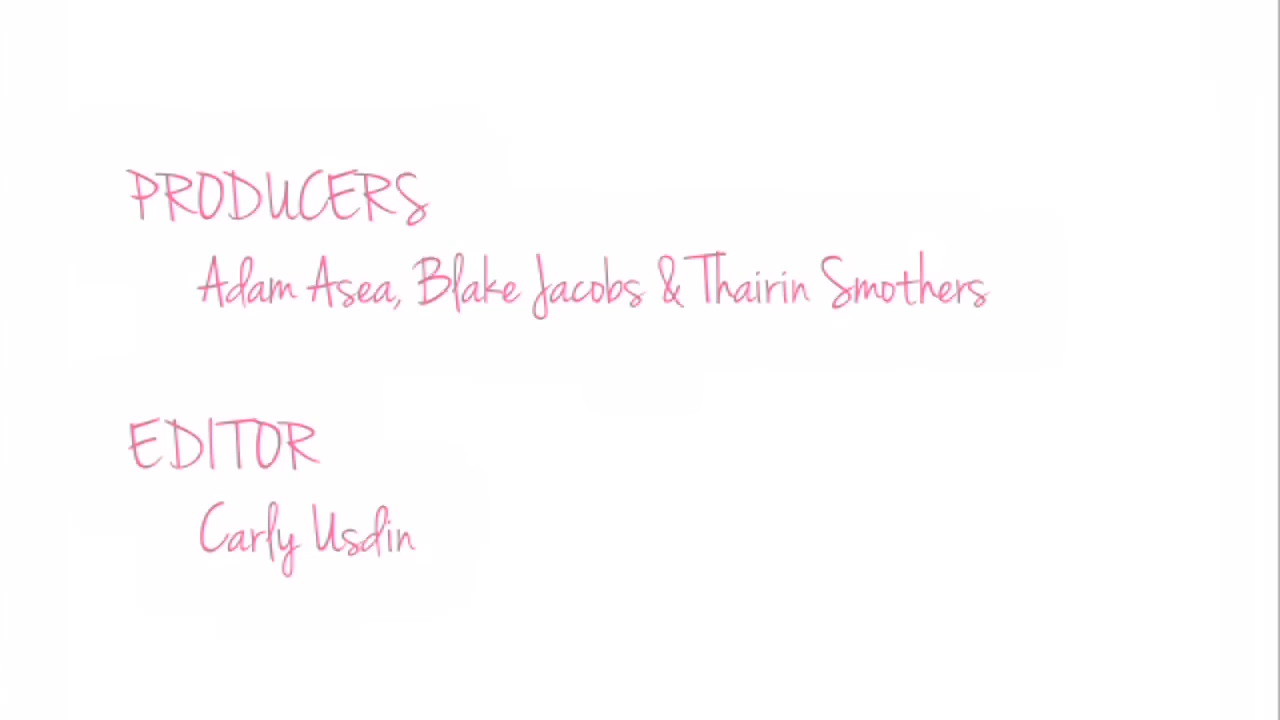 PRODUCERS
Adam Asea, Blake Jacobs & Thairin Smothers
EDITOR
Carly Usdin